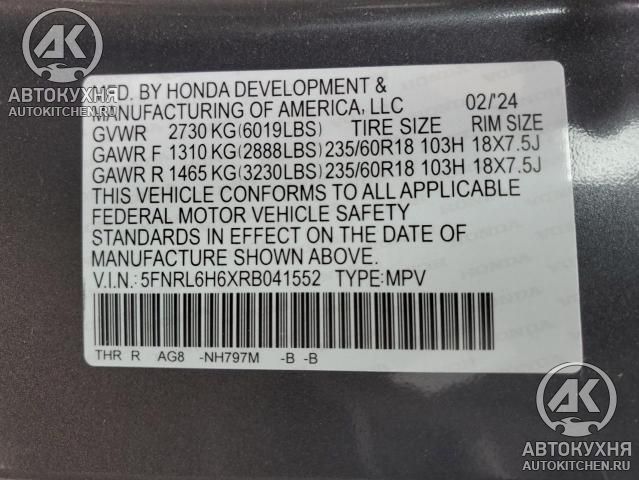 АВТОКУХНЯ
AUTOKITCHEN.RU
MFD. BY HONDA DEVELOPMENT &
MANUFACTURING OF AMERICA, LLC 02/'24
GVWR 2730 KG(6019LBS) TIRE SIZE RIM SIZE
GAWR F 1310 KG(2888LBS) 235/60R18 103H 18X7.5J
GAWR R 1465 KG(3230LBS) 235/60R18 103H 18X7.5J
THIS VEHICLE CONFORMS TO ALL APPLICABLE
FEDERAL MOTOR VEHICLE SAFETY
STANDARDS IN EFFECT ON THE DATE OF
MANUFACTURE SHOWN ABOVE.
V.I.N.: 5FNRL6H6XRB041552 TYPE:MPV
THR R AG8 -NH797M -B -B
АК
АВТОКУХНЯ
AUTOKITCHEN.RU